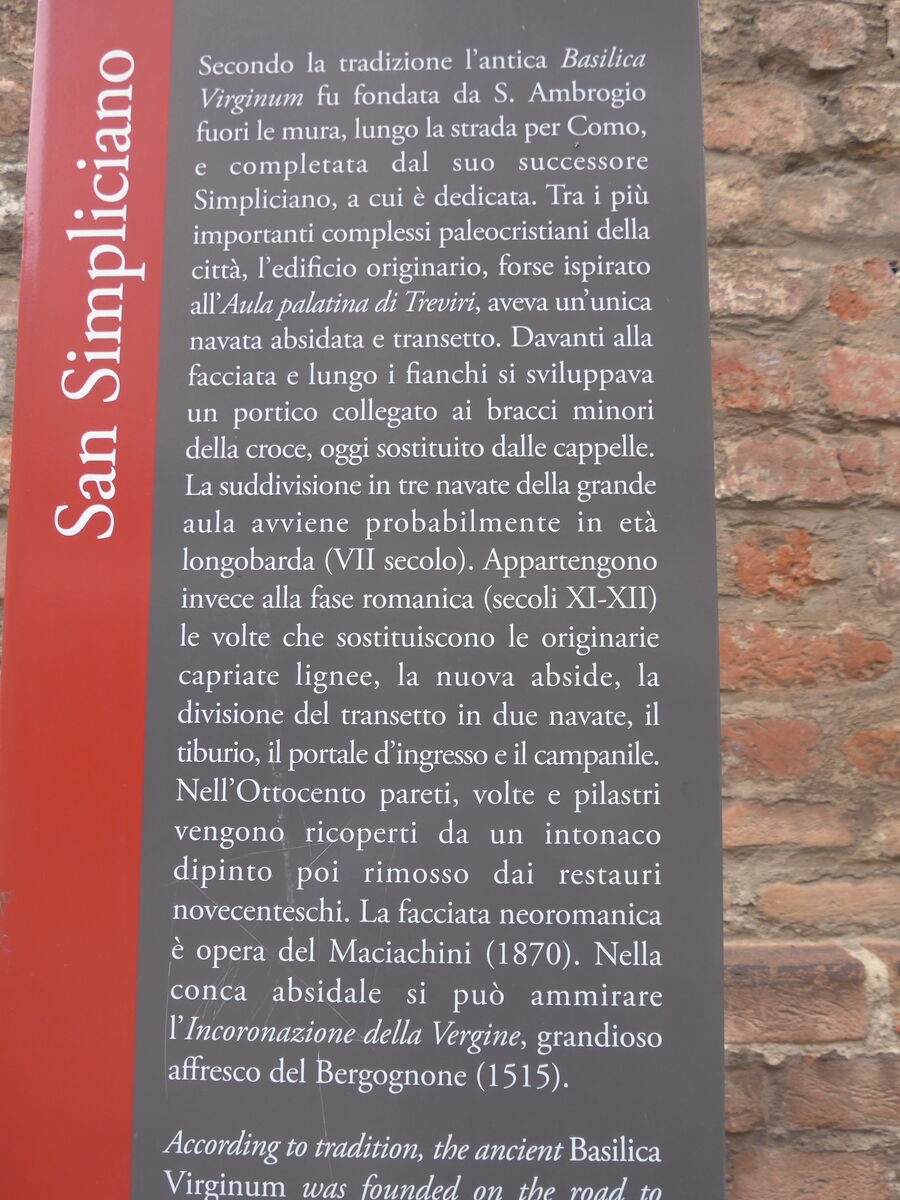 San Simpliciano
Secondo la tradizione l'antica Basilica
Virginum fu fondata da S. Ambrogio
fuori le mura, lungo la strada per Como,
e completata dal suo successore
Simpliciano, a cui è dedicata. Tra i più
importanti complessi paleocristiani della
città, l'edificio originario, forse ispirato
all'Aula palatina di Treviri, aveva un'unica
navata absidata e transetto. Davanti alla
facciata e lungo i fianchi si sviluppava
un portico collegato ai bracci minori
della croce, oggi sostituito dalle cappelle.
La suddivisione in tre navate della grande
aula avviene probabilmente in età
longobarda (VII secolo). Appartengono
invece alla fase romanica (secoli XI-XII)
le volte che sostituiscono le originarie
capriate lignee, la nuova abside, la
divisione del transetto in due navate, il
tiburio, il portale d'ingresso e il campanile.
Nell'Ottocento pareti, volte e pilastri
vengono ricoperti da un intonaco
dipinto poi rimosso dai restauri
novecenteschi. La facciata neoromanica
è opera del Maciachini (1870). Nella
conca absidale si può ammirare
l'Incoronazione della Vergine, grandioso
affresco del Bergognone (1515).
According to tradition, the ancient Basilica
Virginum was founded on the road to